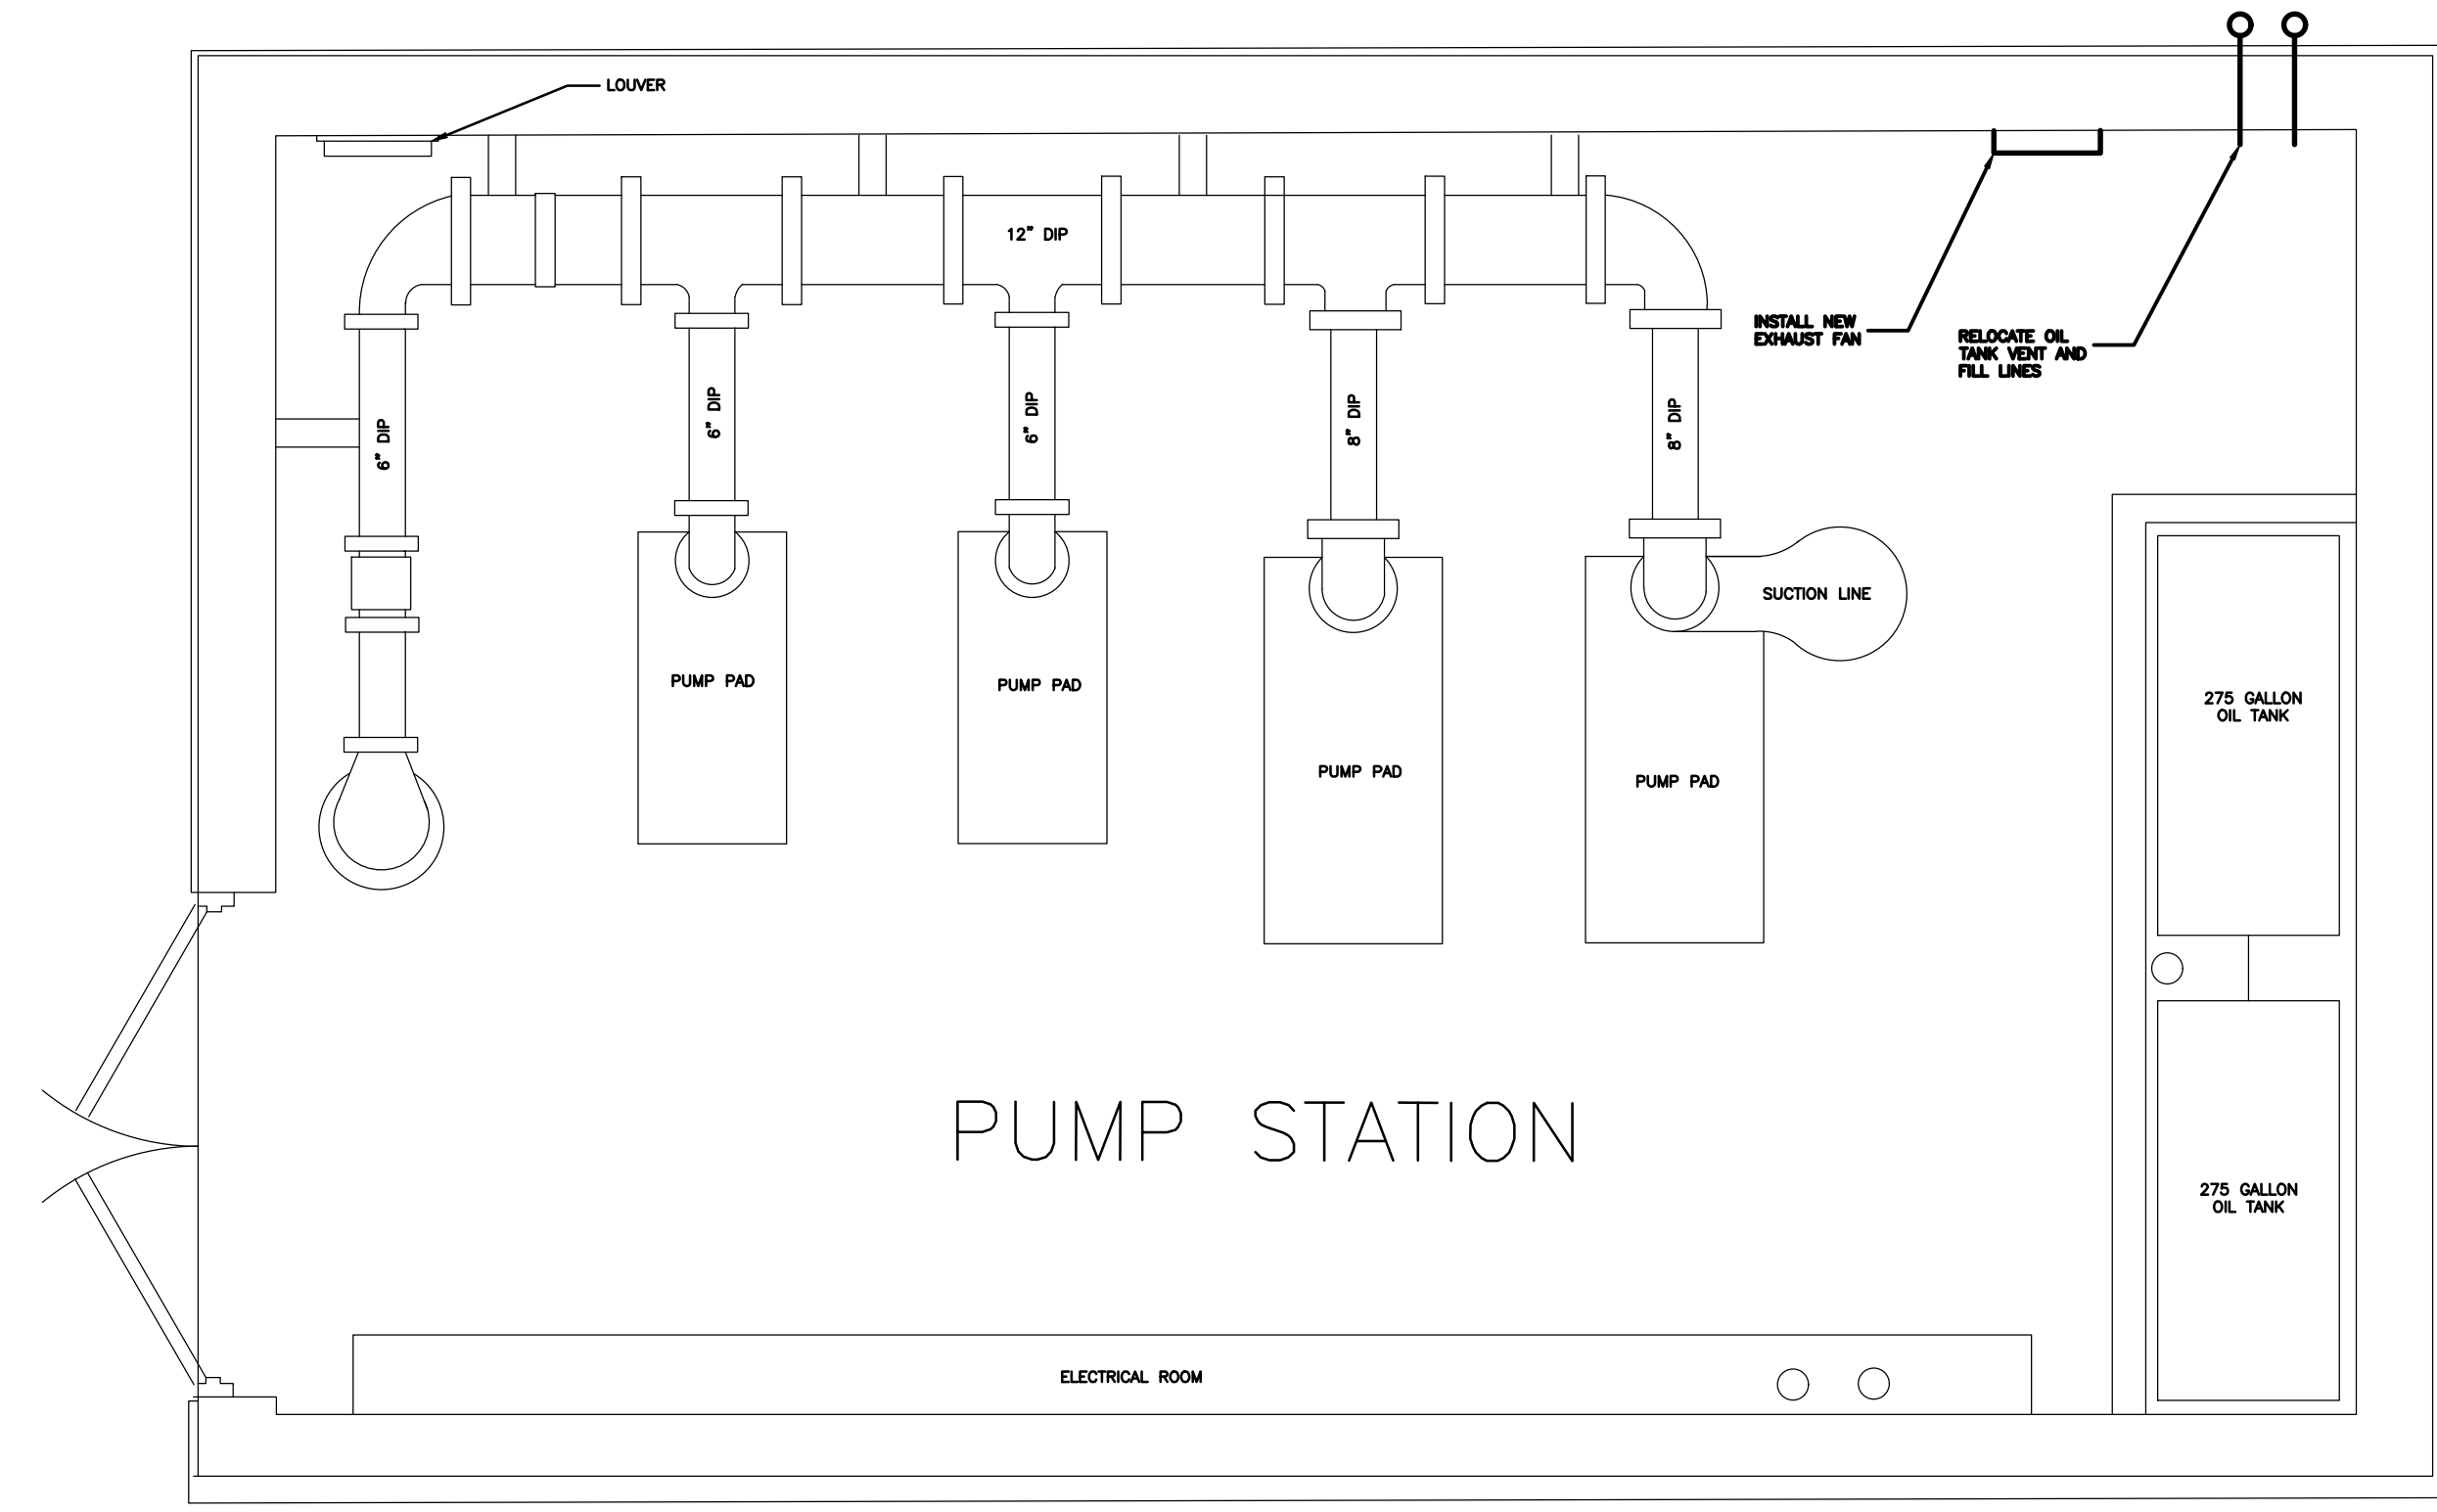 LOUVER
12" DIP
INSTALL NEW
EXHAUST FAN
RELOCATE OIL
TANK VENT AND
FILL LINES
6" DIP
6" DIP
6" DIP
8" DIP
8" DIP
SUCTION LINE
PUMP PAD
PUMP PAD
PUMP PAD
PUMP PAD
275 GALLON
OIL TANK
PUMP STATION
275 GALLON
OIL TANK
ELECTRICAL ROOM